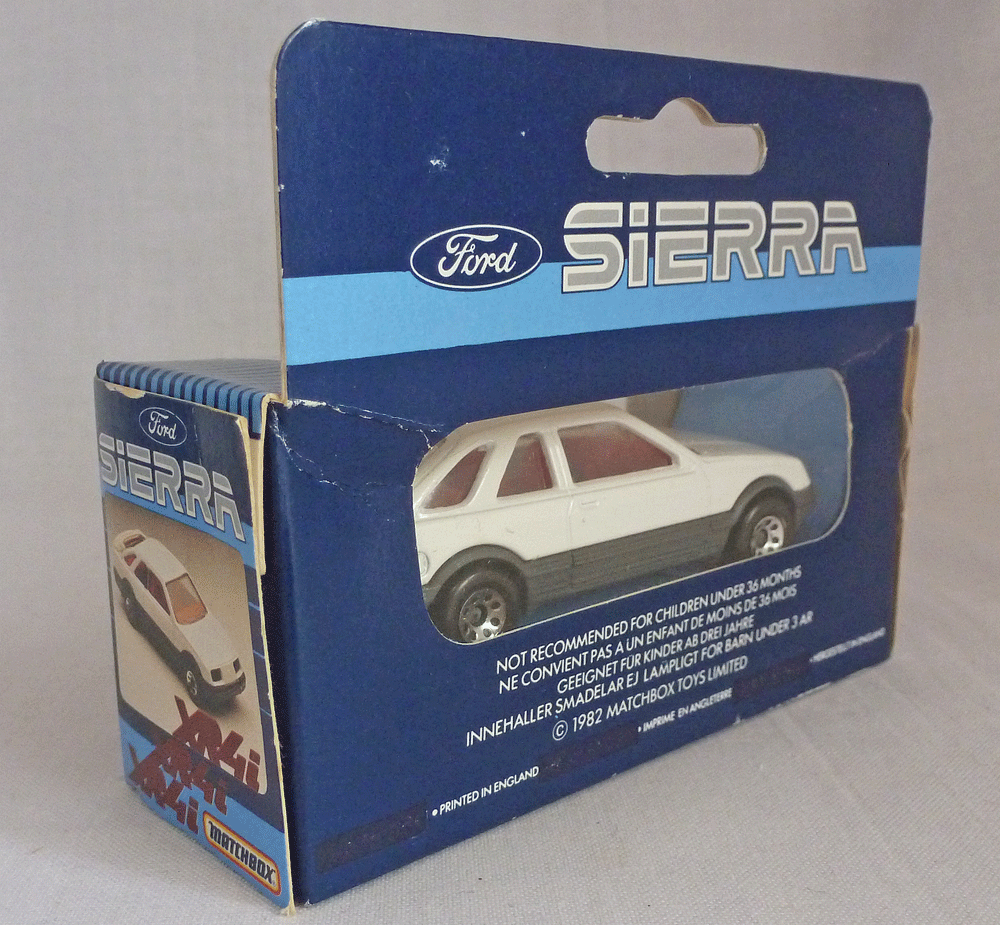 Ford SiERRA
NOT RECOMMENDED FOR CHILDREN UNDER 36 MONTHS
NE CONVIENT PAS A UN ENFANT DE MOINS DE 36 MOIS
GEEIGNET FÜR KINDER AB DREI JAHRE
INNEHALLER SMADELAR EJ LAMPLIGT FOR BARN UNDER 3 AR
© 1982 MATCHBOX TOYS LIMITED
• PRINTED IN ENGLAND • IMPRIME EN ANGLETERRE
Ford
SiERRA
XR4i
XR4i
XR4i
MATCHBOX